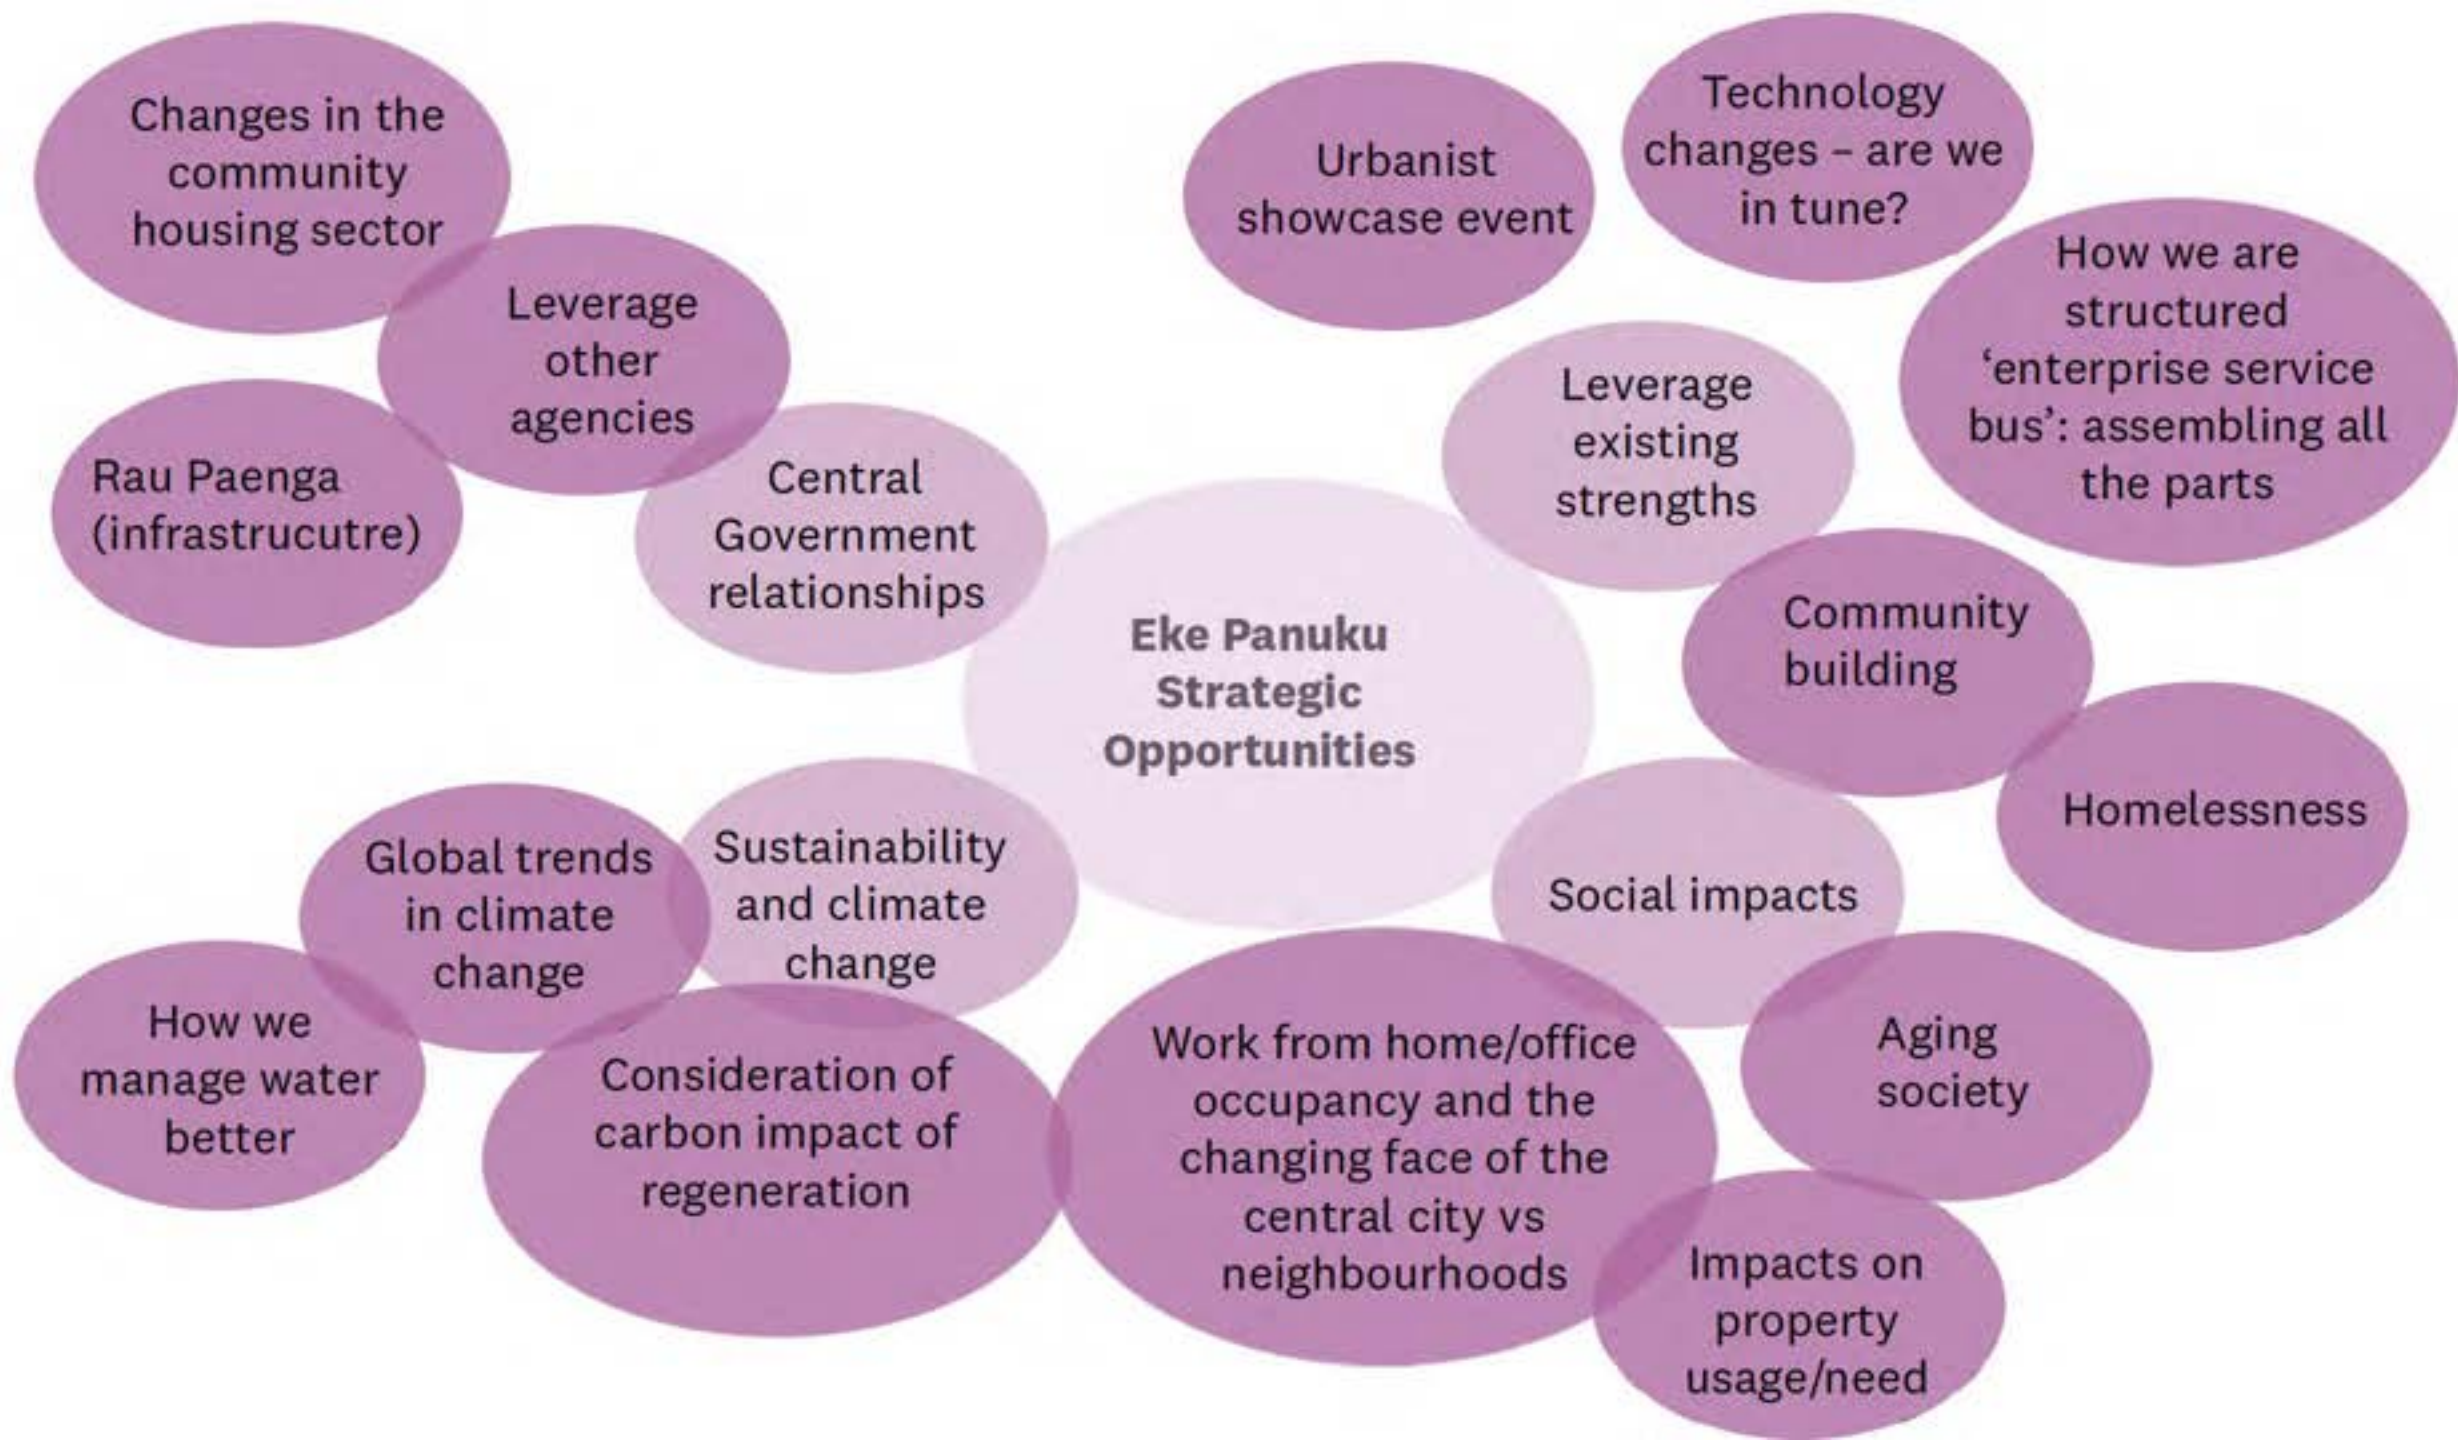 Changes in the
community
housing sector
Leverage
other
agencies
Rau Paenga
(infrastrucutre)
Central
Government
relationships
Urbanist
showcase event
Technology
changes – are we
in tune?
How we are
structured
‘enterprise service
bus’: assembling all
the parts
Leverage
existing
strengths
Community
building
Homelessness
Eke Panuku
Strategic
Opportunities
Social impacts
Aging
society
Impacts on
property
usage/need
Work from home/office
occupancy and the
changing face of the
central city vs
neighbourhoods
Sustainability
and climate
change
Global trends
in climate
change
How we
manage water
better
Consideration of
carbon impact of
regeneration